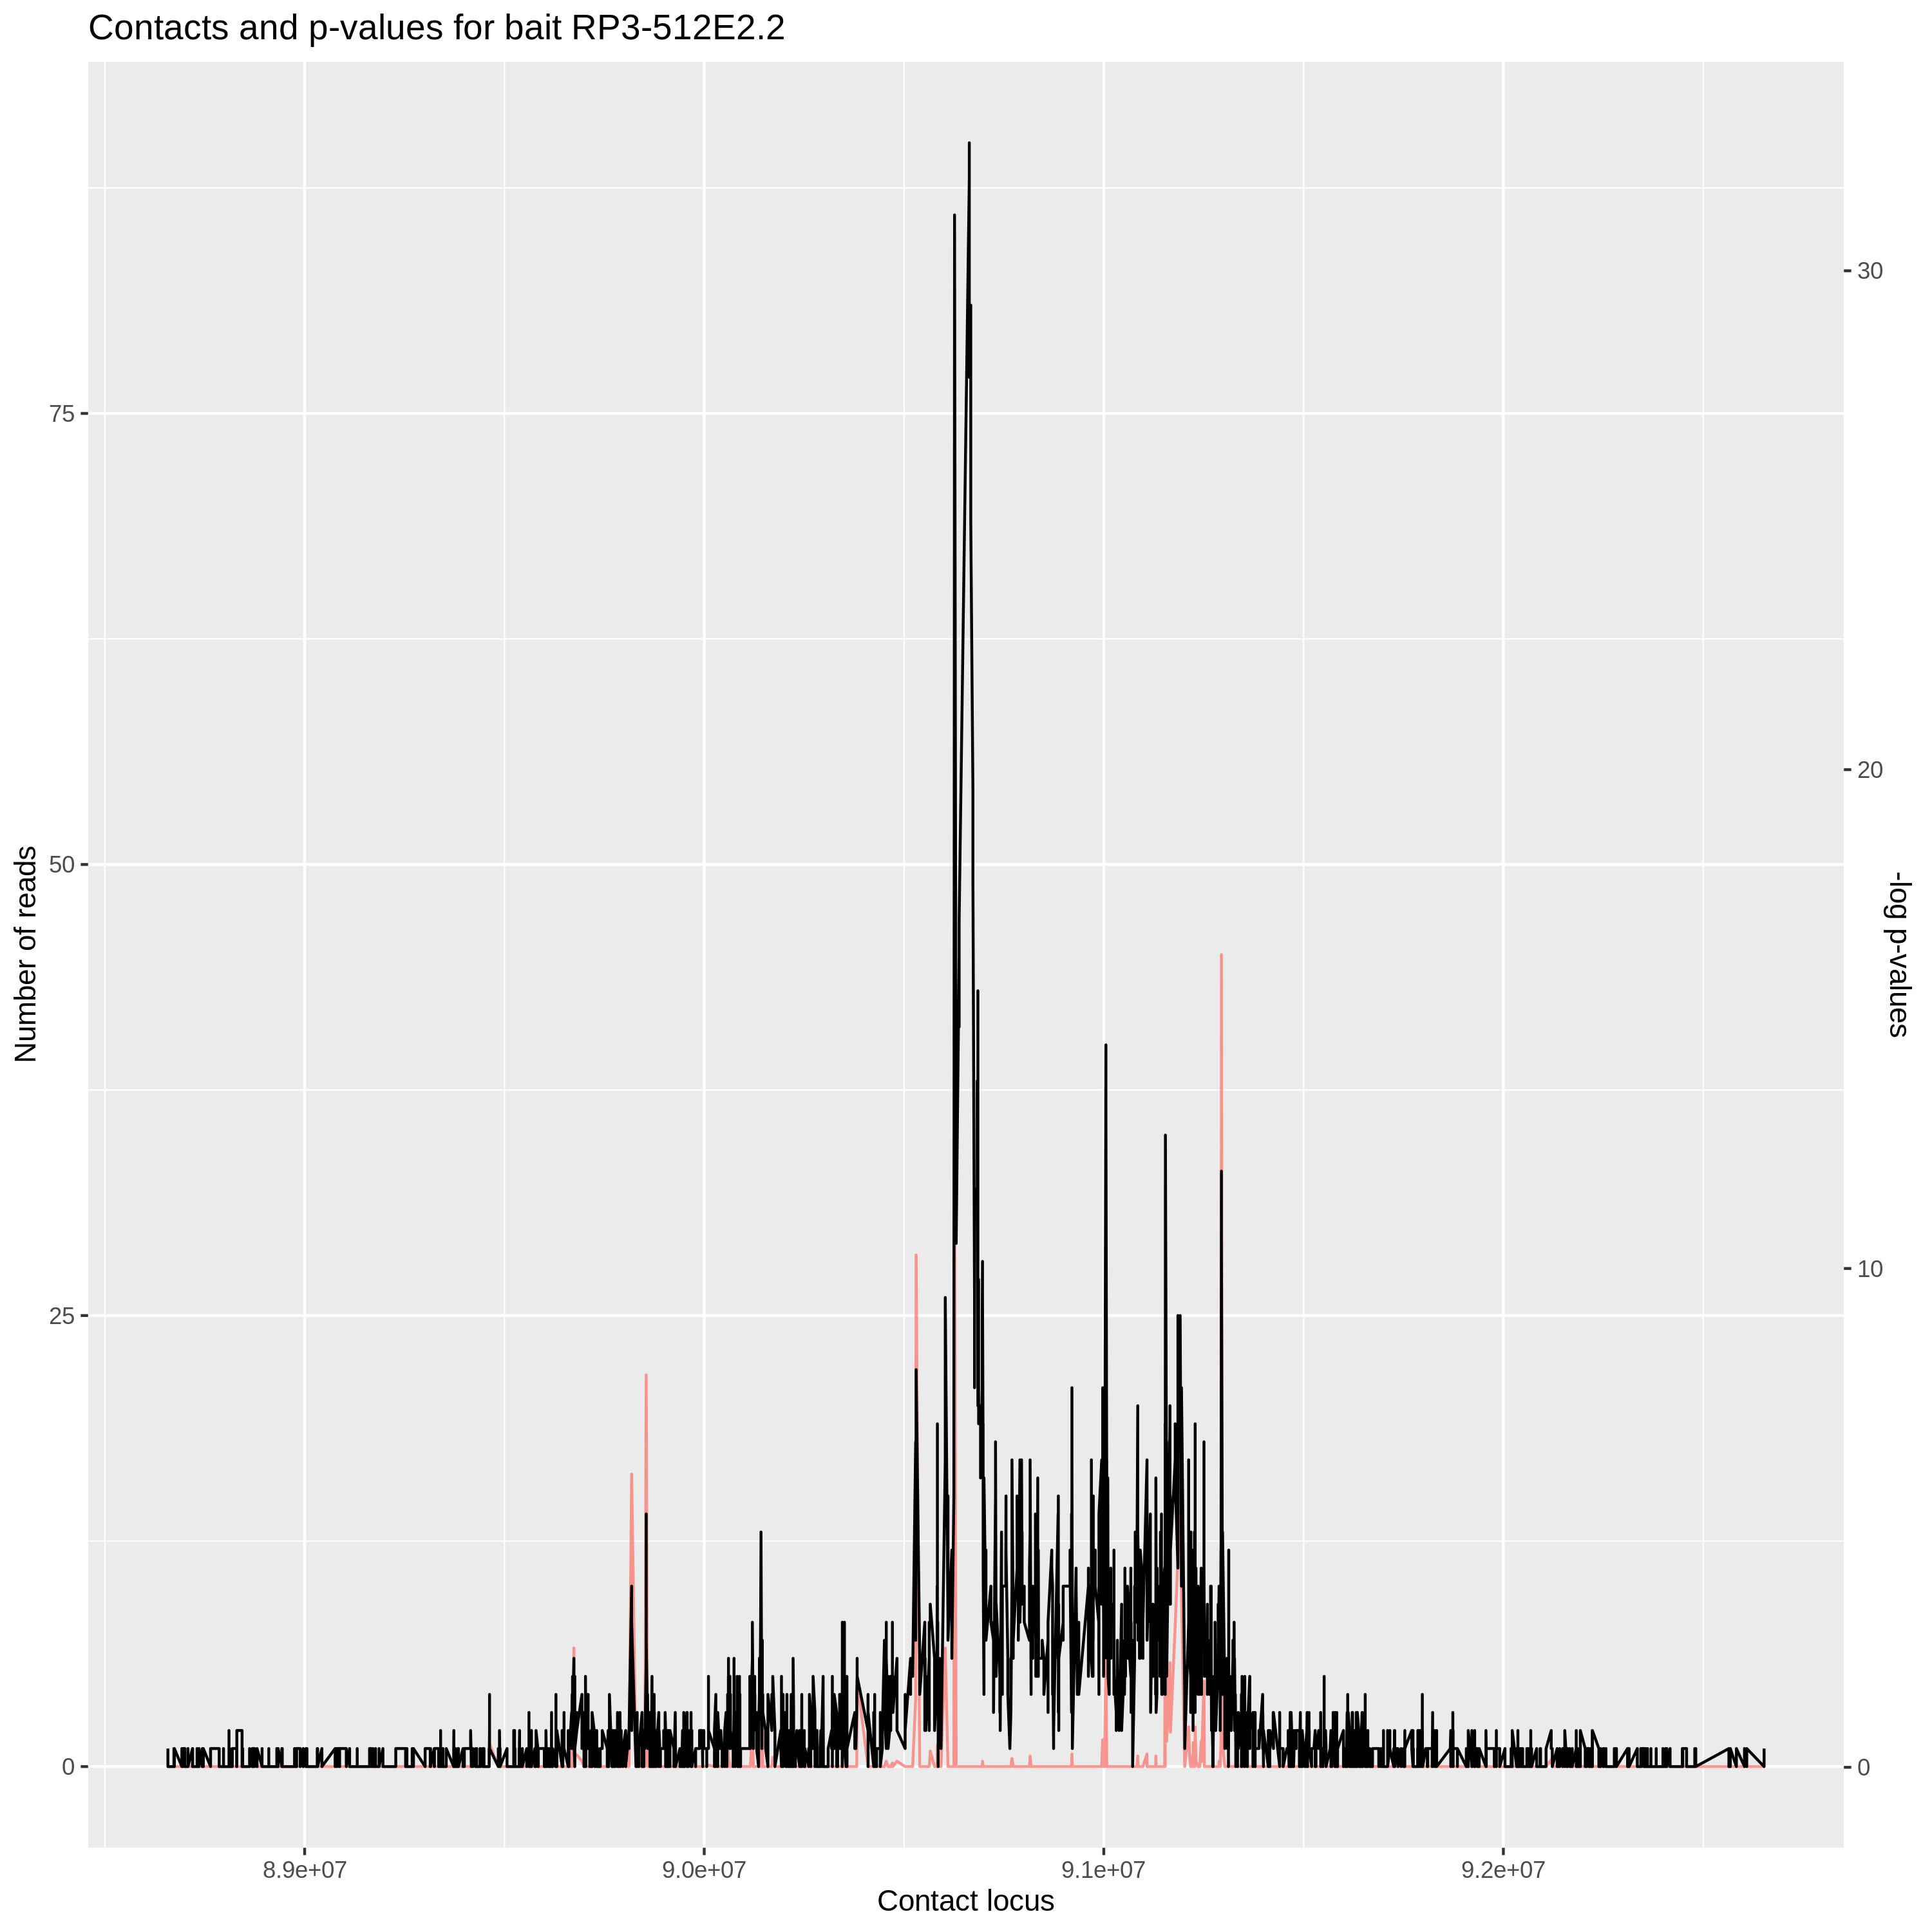 Contacts and p-values for bait RP3-512E2.2
Number of reads
75
50
25
0
30
20
10
0
-log p-values
8.9e+07
9.0e+07
9.1e+07
9.2e+07
Contact locus